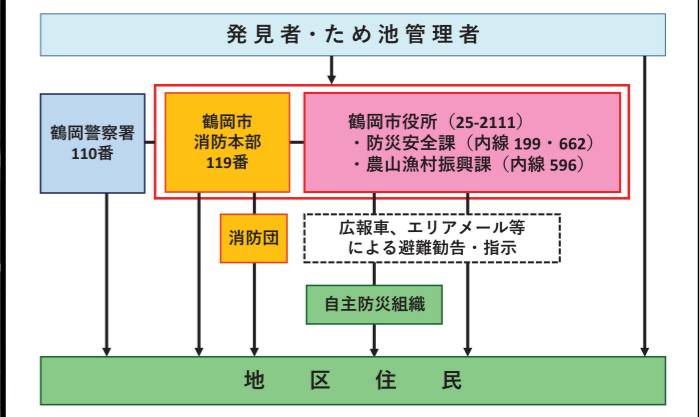 発見者・ため池管理者
鶴岡警察署
110番
鶴岡市
消防本部
119番
鶴岡市役所（25-2111）
・防災安全課（内線 199・662）
・農山漁村振興課（内線 596）
消防団
広報車、エリアメール等
による避難勧告・指示
自主防災組織
地区住民